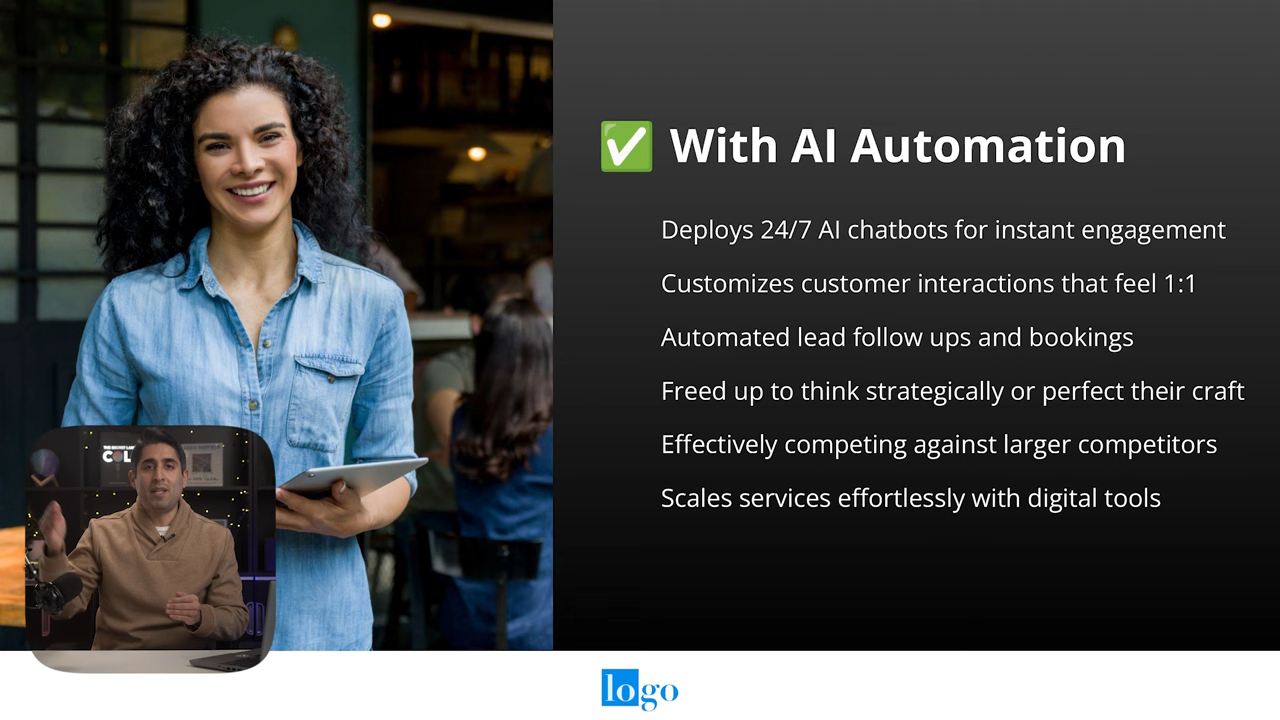 ✅ With AI Automation
Deploys 24/7 AI chatbots for instant engagement
Customizes customer interactions that feel 1:1
Automated lead follow ups and bookings
Freed up to think strategically or perfect their craft
Effectively competing against larger competitors
Scales services effortlessly with digital tools
logo